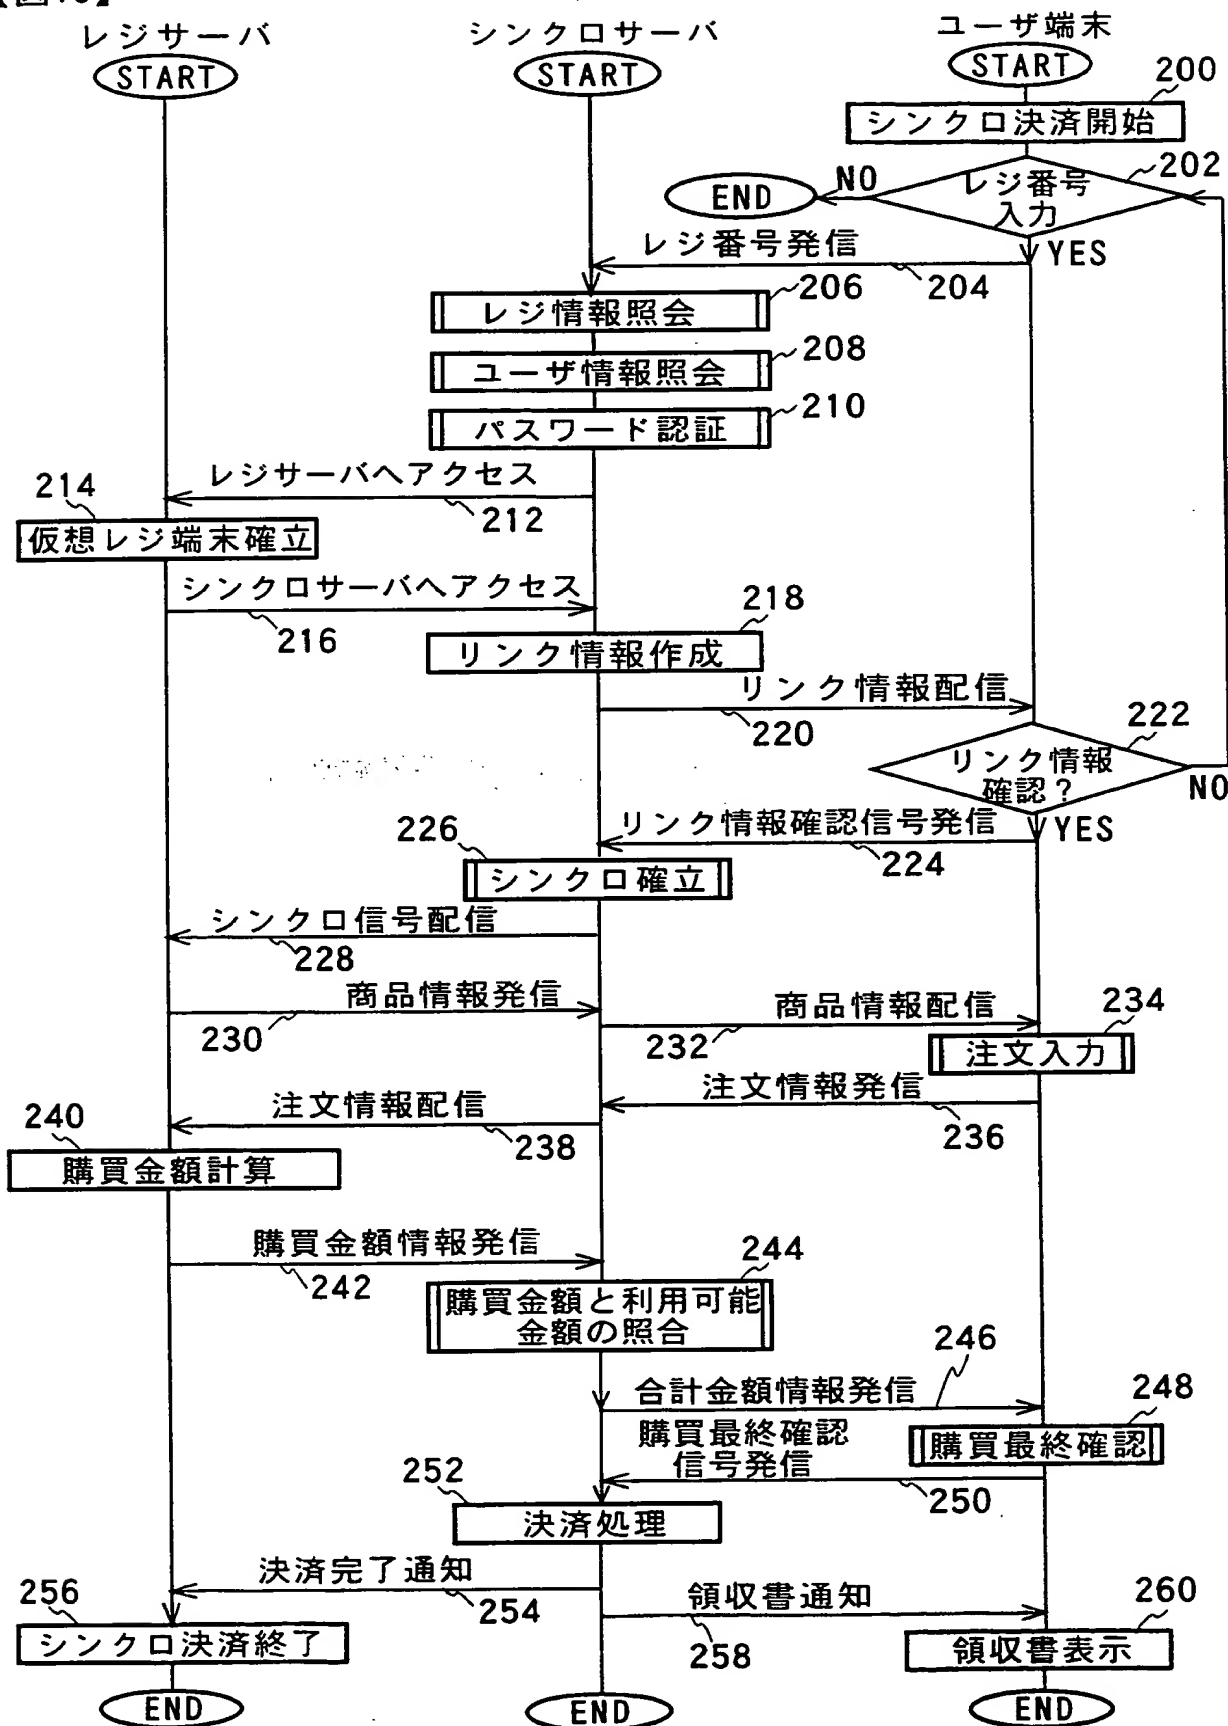 レジサーバ
シンクロサーバ
ユーザ端末
START
START
START
200
シンクロ決済開始
202
レジ番号
入力
NO
END
YES
レジ番号発信
204
206
レジ情報照会
208
ユーザ情報照会
210
パスワード認証
レジサーバへアクセス
212
214
仮想レジ端末確立
シンクロサーバへアクセス
216
218
リンク情報作成
リンク情報配信
220
222
リンク情報
確認?
NO
YES
リンク情報確認信号発信
224
226
シンクロ確立
シンクロ信号配信
228
商品情報発信
230
商品情報配信
232
234
注文入力
注文情報発信
236
注文情報配信
238
240
購買金額計算
購買金額情報発信
242
244
購買金額と利用可能
金額の照合
246
合計金額情報発信
248
購買最終確認
購買最終確認
信号発信
250
252
決済処理
決済完了通知
254
256
シンクロ決済終了
領収書通知
258
260
領収書表示
END
END
END